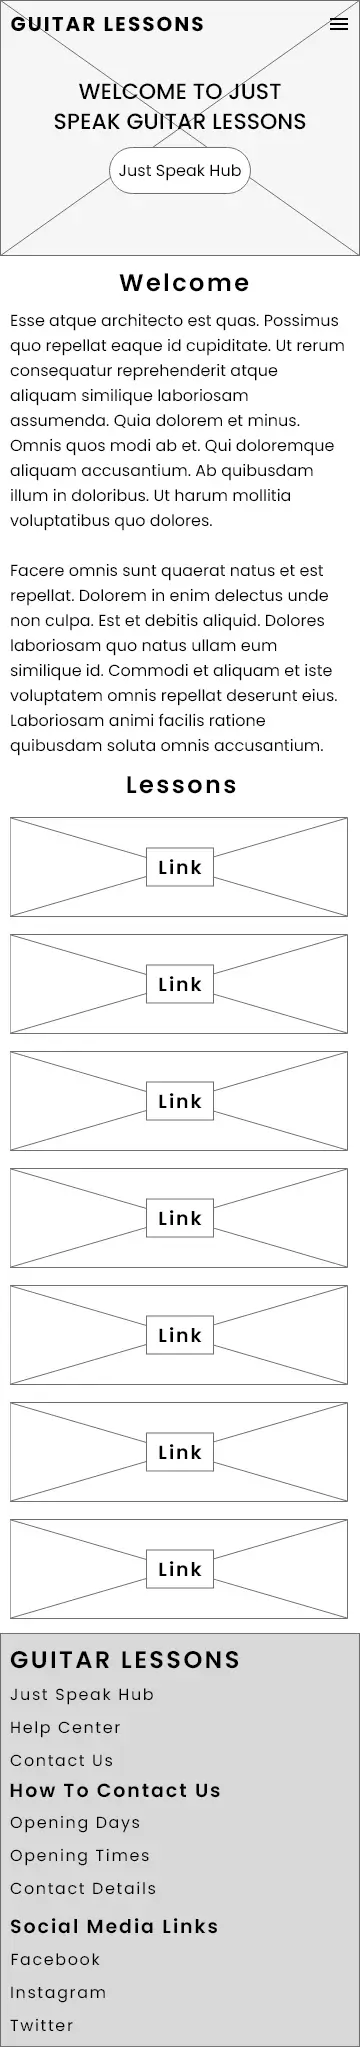 GUITAR LESSONS
WELCOME TO JUST
SPEAK GUITAR LESSONS
Just Speak Hub
Welcome
Esse atque architecto est quas. Possimus
quo repellat eaque id cupiditate. Ut rerum
consequatur reprehenderit atque
aliquam similique laboriosam
assumenda. Quia dolorem et minus.
Omnis quos modi ab et. Qui doloremque
aliquam accusantium. Ab quibusdam
illum in doloribus. Ut harum mollitia
voluptatibus quo dolores.
Facere omnis sunt quaerat natus et est
repellat. Dolorem in enim delectus unde
non culpa. Est et debitis aliquid. Dolores
laboriosam quo natus ullam eum
similique id. Commodi et aliquam et iste
voluptatem omnis repellat deserunt eius.
Laboriosam animi facilis ratione
quibusdam soluta omnis accusantium.
Lessons
Link
Link
Link
Link
Link
Link
Link
GUITAR LESSONS
Just Speak Hub
Help Center
Contact Us
How To Contact Us
Opening Days
Opening Times
Contact Details
Social Media Links
Facebook
Instagram
Twitter